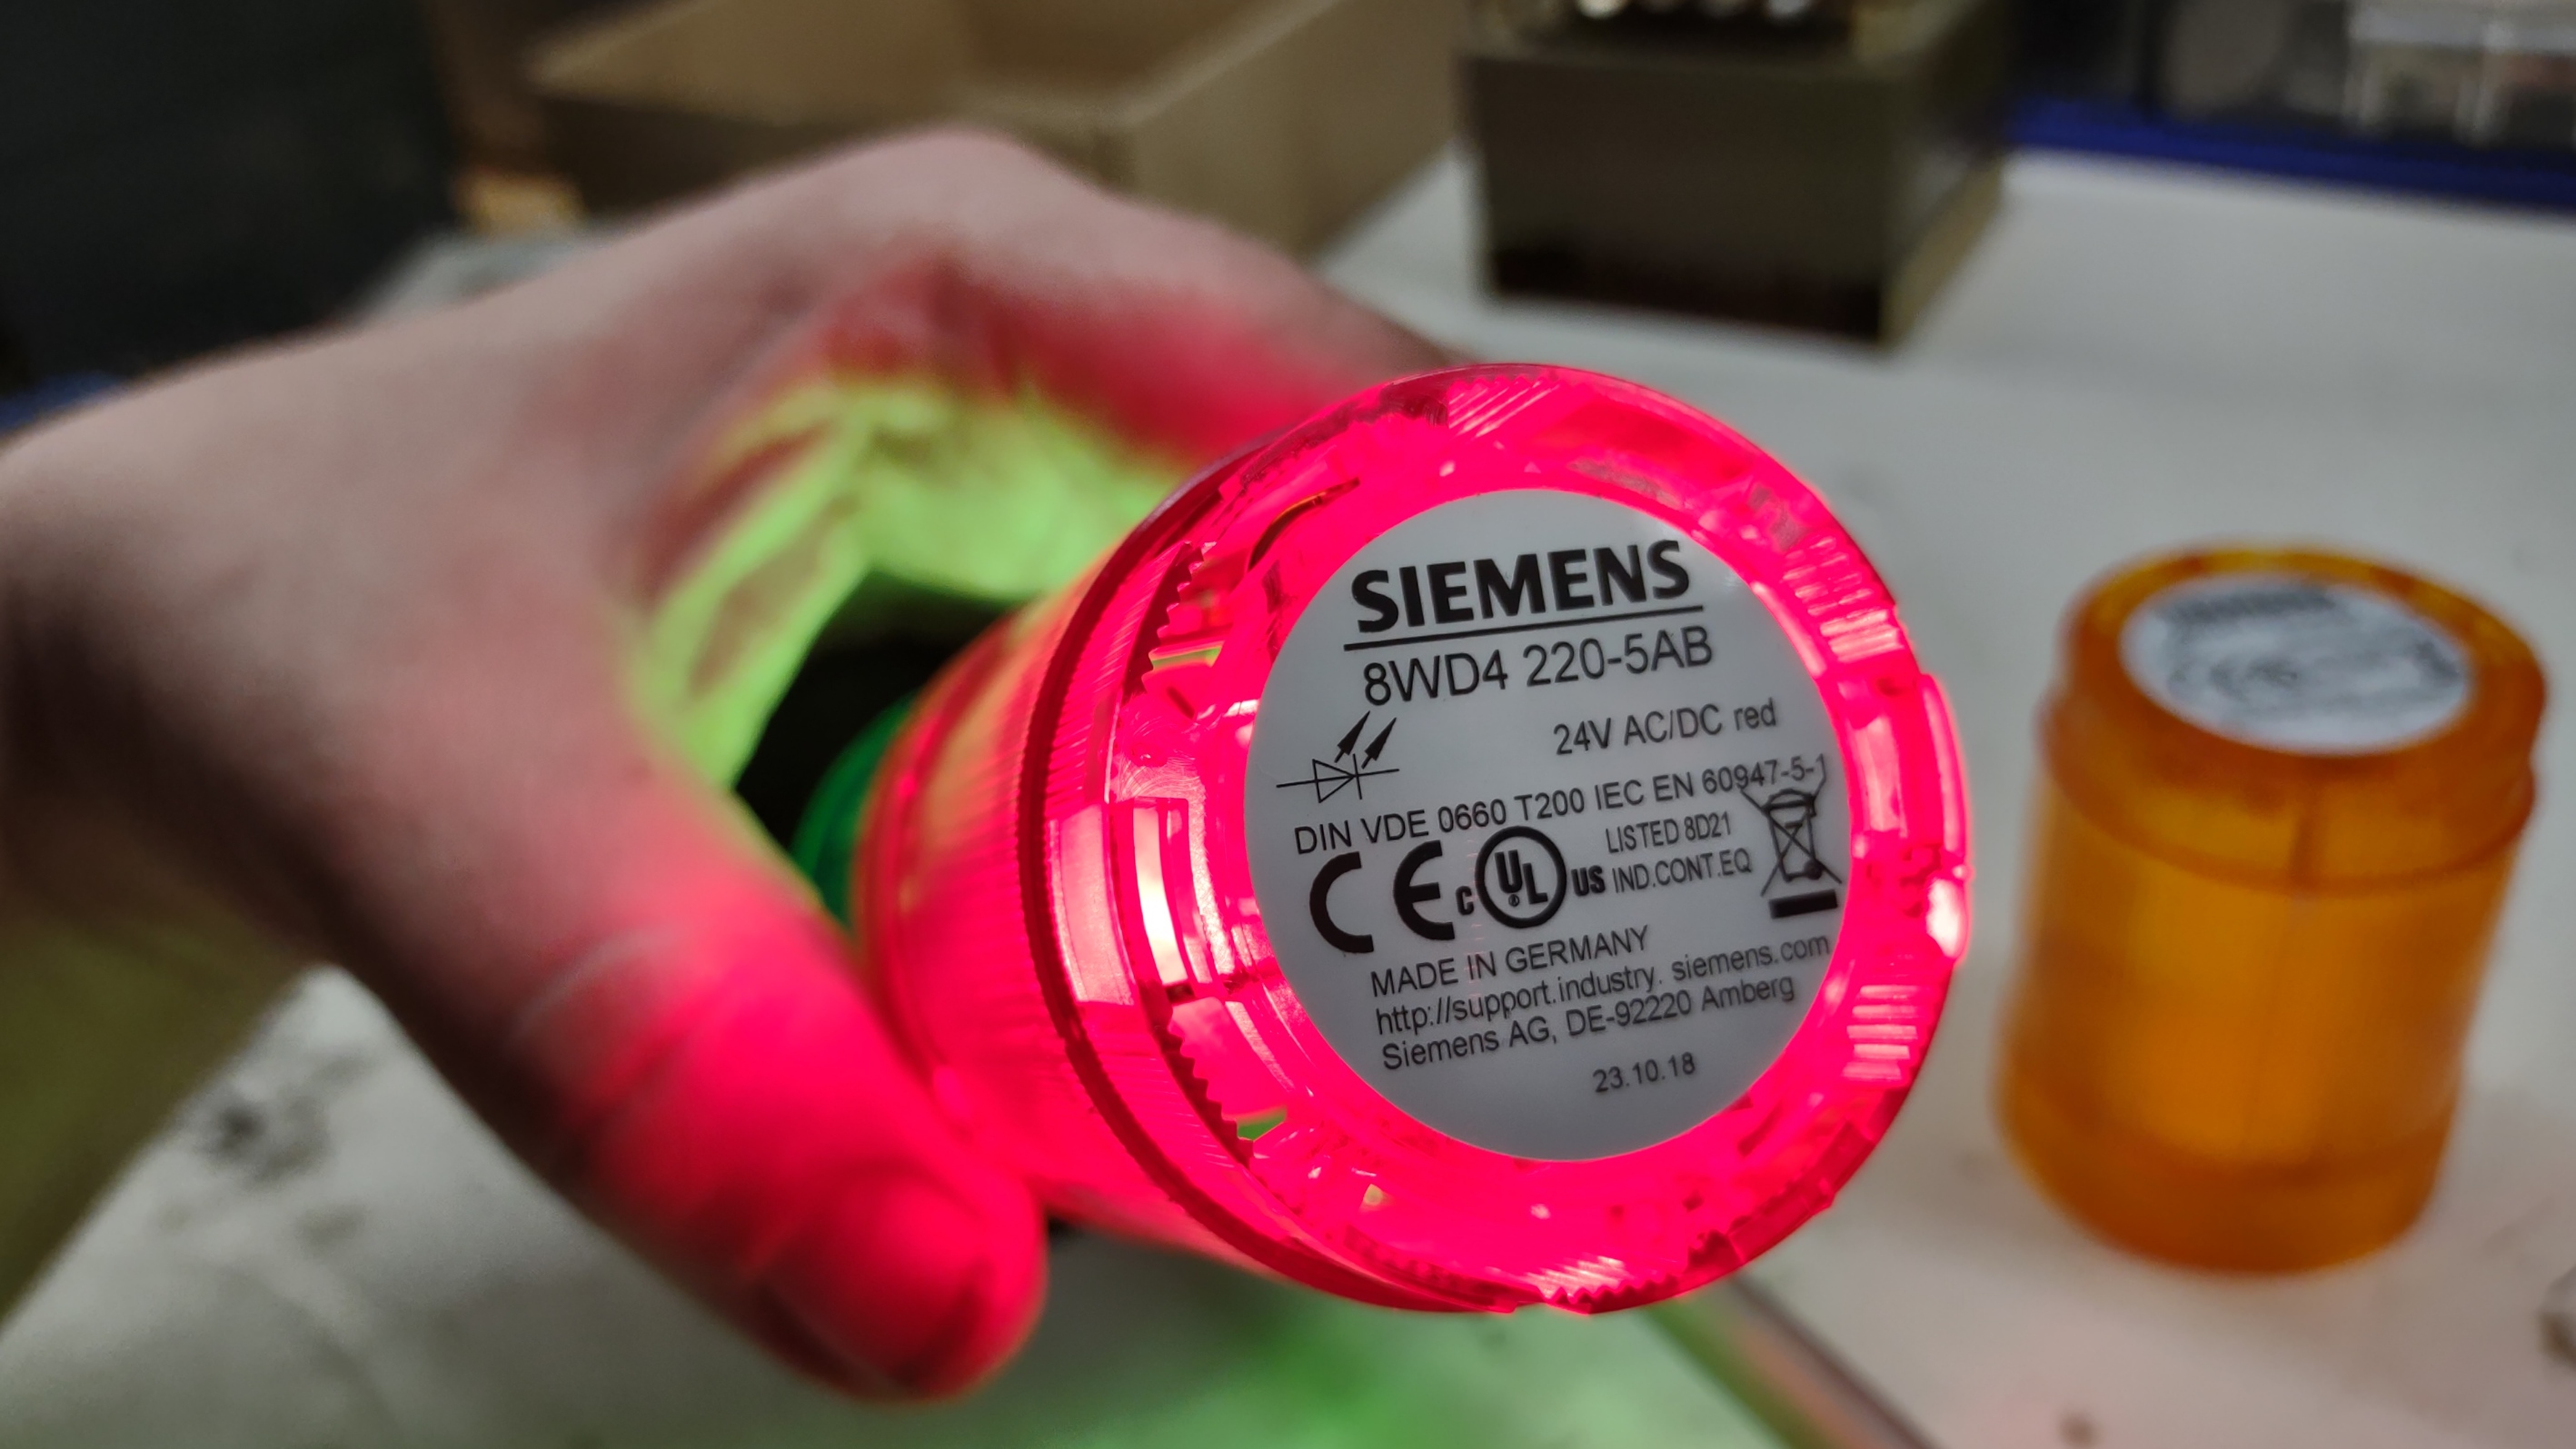 SIEMENS
8WD4 220-5AB
24V AC/DC red
DIN VDE 0660 T200 IEC EN 60947-5-1
CE c UL® US LISTED 8D21
IND.CONT.EQ
MADE IN GERMANY
http://support.industry. siemens.com
Siemens AG, DE-92220 Amberg
23.10.18